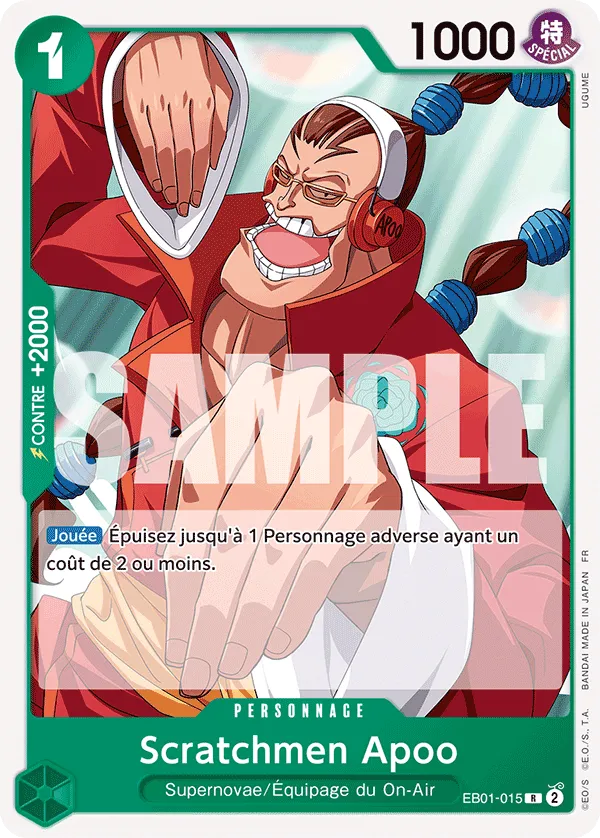 1
1000
特
SPÉCIAL
UGUME
APOO
CONTRE +2000
SAMPLE
Jouée Épuisez jusqu'à 1 Personnage adverse ayant un
coût de 2 ou moins.
PERSONNAGE
Scratchmen Apoo
Supernovae/Équipage du On-Air
EB01-015 R 2
©E.O/S ©E.O./S., T.A. BANDAI MADE IN JAPAN FR